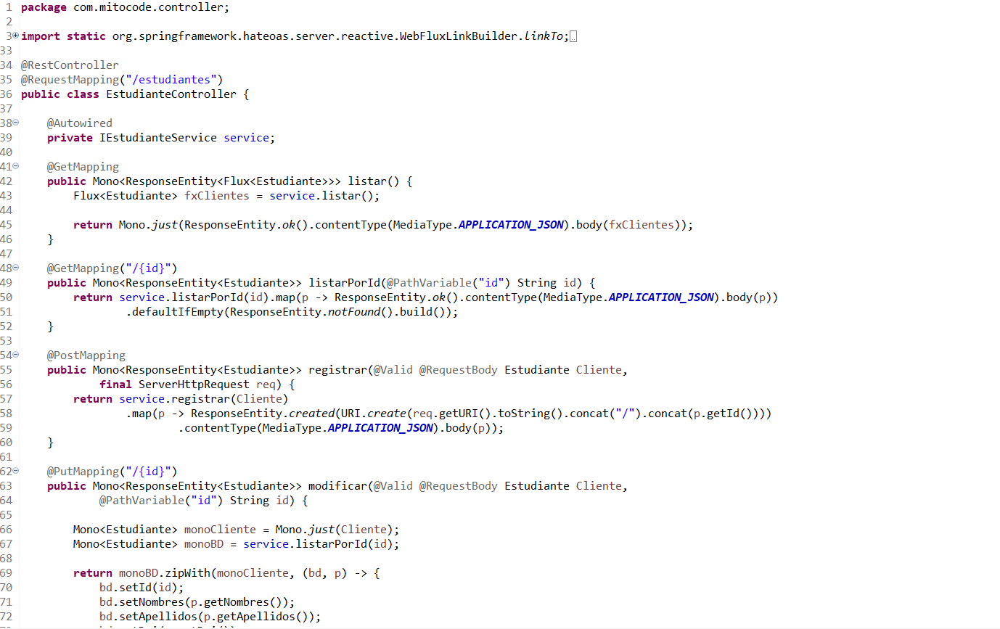 1 package com.mitocode.controller;
2
3 import static org.springframework.hateoas.server.reactive.WebFluxLinkBuilder.linkTo;
33
34 @RestController
35 @RequestMapping("/estudiantes")
36 public class EstudianteController {
37
38     @Autowired
39     private IEstudianteService service;
40
41     @GetMapping
42     public Mono<ResponseEntity<Flux<Estudiante>>> listar() {
43         Flux<Estudiante> fxClientes = service.listar();
44
45         return Mono.just(ResponseEntity.ok().contentType(MediaType.APPLICATION_JSON).body(fxClientes));
46     }
47
48     @GetMapping("/{id}")
49     public Mono<ResponseEntity<Estudiante>> listarPorId(@PathVariable("id") String id) {
50         return service.listarPorId(id).map(p -> ResponseEntity.ok().contentType(MediaType.APPLICATION_JSON).body(p))
51                 .defaultIfEmpty(ResponseEntity.notFound().build());
52     }
53
54     @PostMapping
55     public Mono<ResponseEntity<Estudiante>> registrar(@Valid @RequestBody Estudiante Cliente,
56             final ServerHttpRequest req) {
57         return service.registrar(Cliente)
58                 .map(p -> ResponseEntity.created(URI.create(req.getURI().toString().concat("/").concat(p.getId())))
59                         .contentType(MediaType.APPLICATION_JSON).body(p));
60     }
61
62     @PutMapping("/{id}")
63     public Mono<ResponseEntity<Estudiante>> modificar(@Valid @RequestBody Estudiante Cliente,
64             @PathVariable("id") String id) {
65
66         Mono<Estudiante> monoCliente = Mono.just(Cliente);
67         Mono<Estudiante> monoBD = service.listarPorId(id);
68
69         return monoBD.zipWith(monoCliente, (bd, p) -> {
70             bd.setId(id);
71             bd.setNombres(p.getNombres());
72             bd.setApellidos(p.getApellidos());